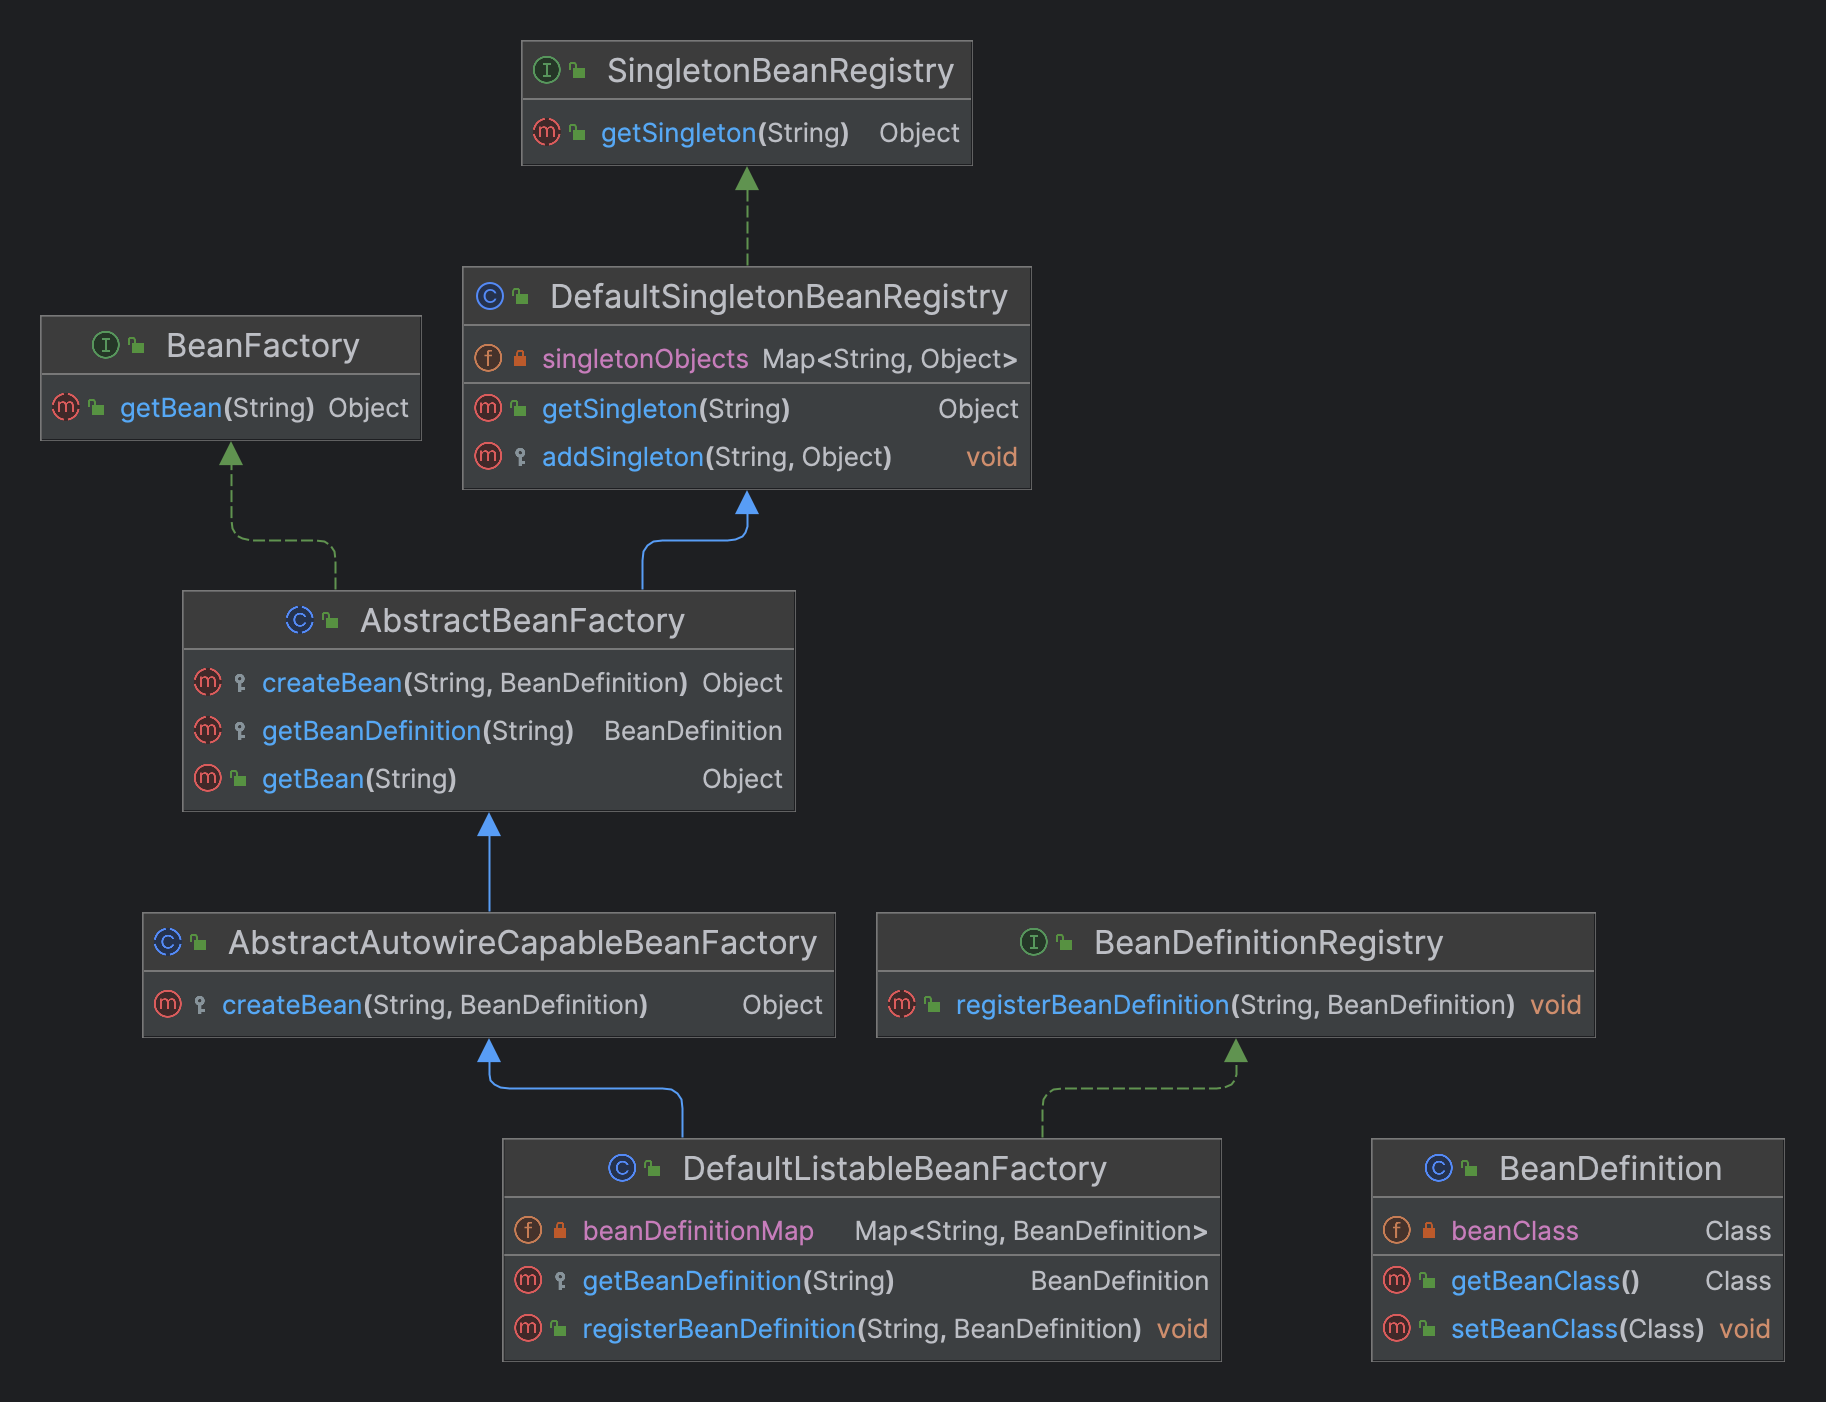 SingletonBeanRegistry
getSingleton(String) Object
DefaultSingletonBeanRegistry
singletonObjects Map<String, Object>
getSingleton(String) Object
addSingleton(String, Object) void
BeanFactory
getBean(String) Object
AbstractBeanFactory
createBean(String, BeanDefinition) Object
getBeanDefinition(String) BeanDefinition
getBean(String) Object
AbstractAutowireCapableBeanFactory
createBean(String, BeanDefinition) Object
BeanDefinitionRegistry
registerBeanDefinition(String, BeanDefinition) void
DefaultListableBeanFactory
beanDefinitionMap Map<String, BeanDefinition>
getBeanDefinition(String) BeanDefinition
registerBeanDefinition(String, BeanDefinition) void
BeanDefinition
beanClass Class
getBeanClass() Class
setBeanClass(Class) void